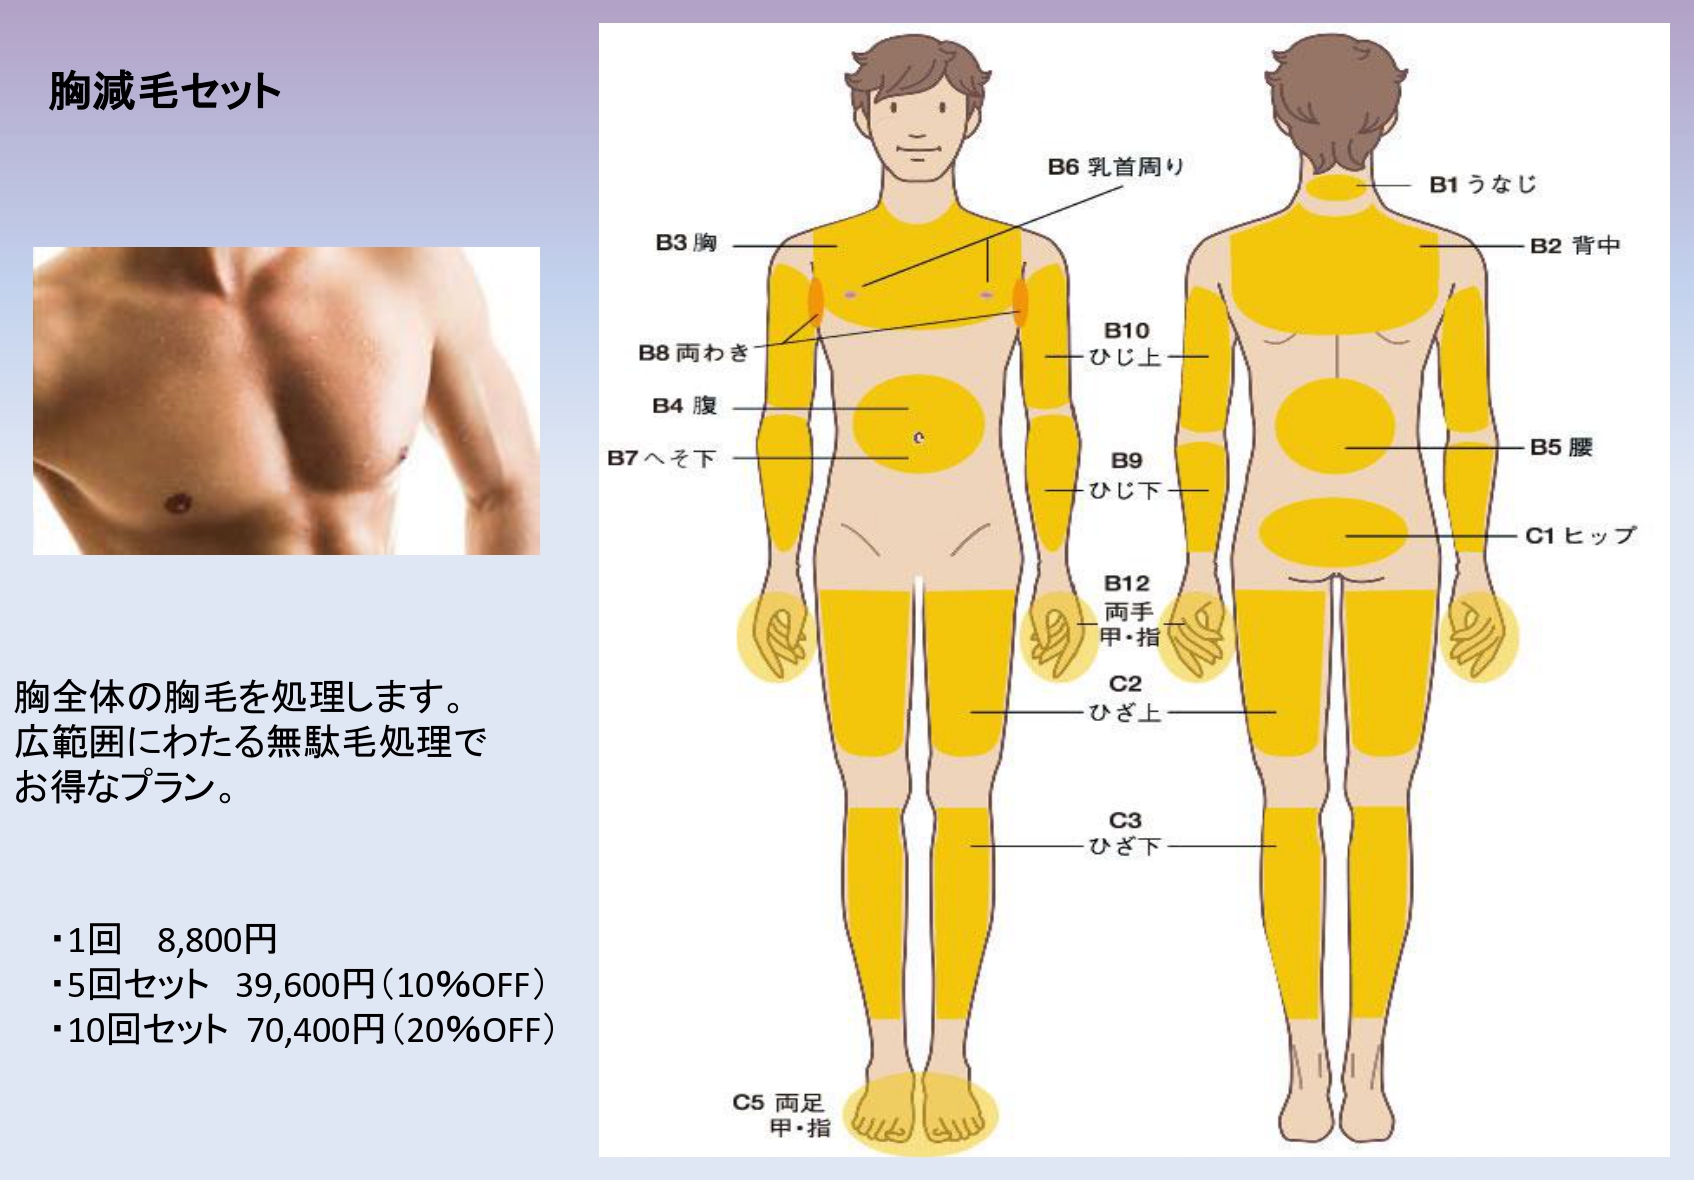 胸減毛セット
胸全体の胸毛を処理します。
広範囲にわたる無駄毛処理で
お得なプラン。
・1回　8,800円
・5回セット　39,600円（10%OFF）
・10回セット　70,400円（20%OFF）
B6 乳首周り
B3 胸
B8 両わき
B4 腹
B7 へそ下
B10
ひじ上
B9
ひじ下
B12
両手
甲・指
C2
ひざ上
C3
ひざ下
C5 両足
甲・指
B1 うなじ
B2 背中
B5 腰
C1 ヒップ